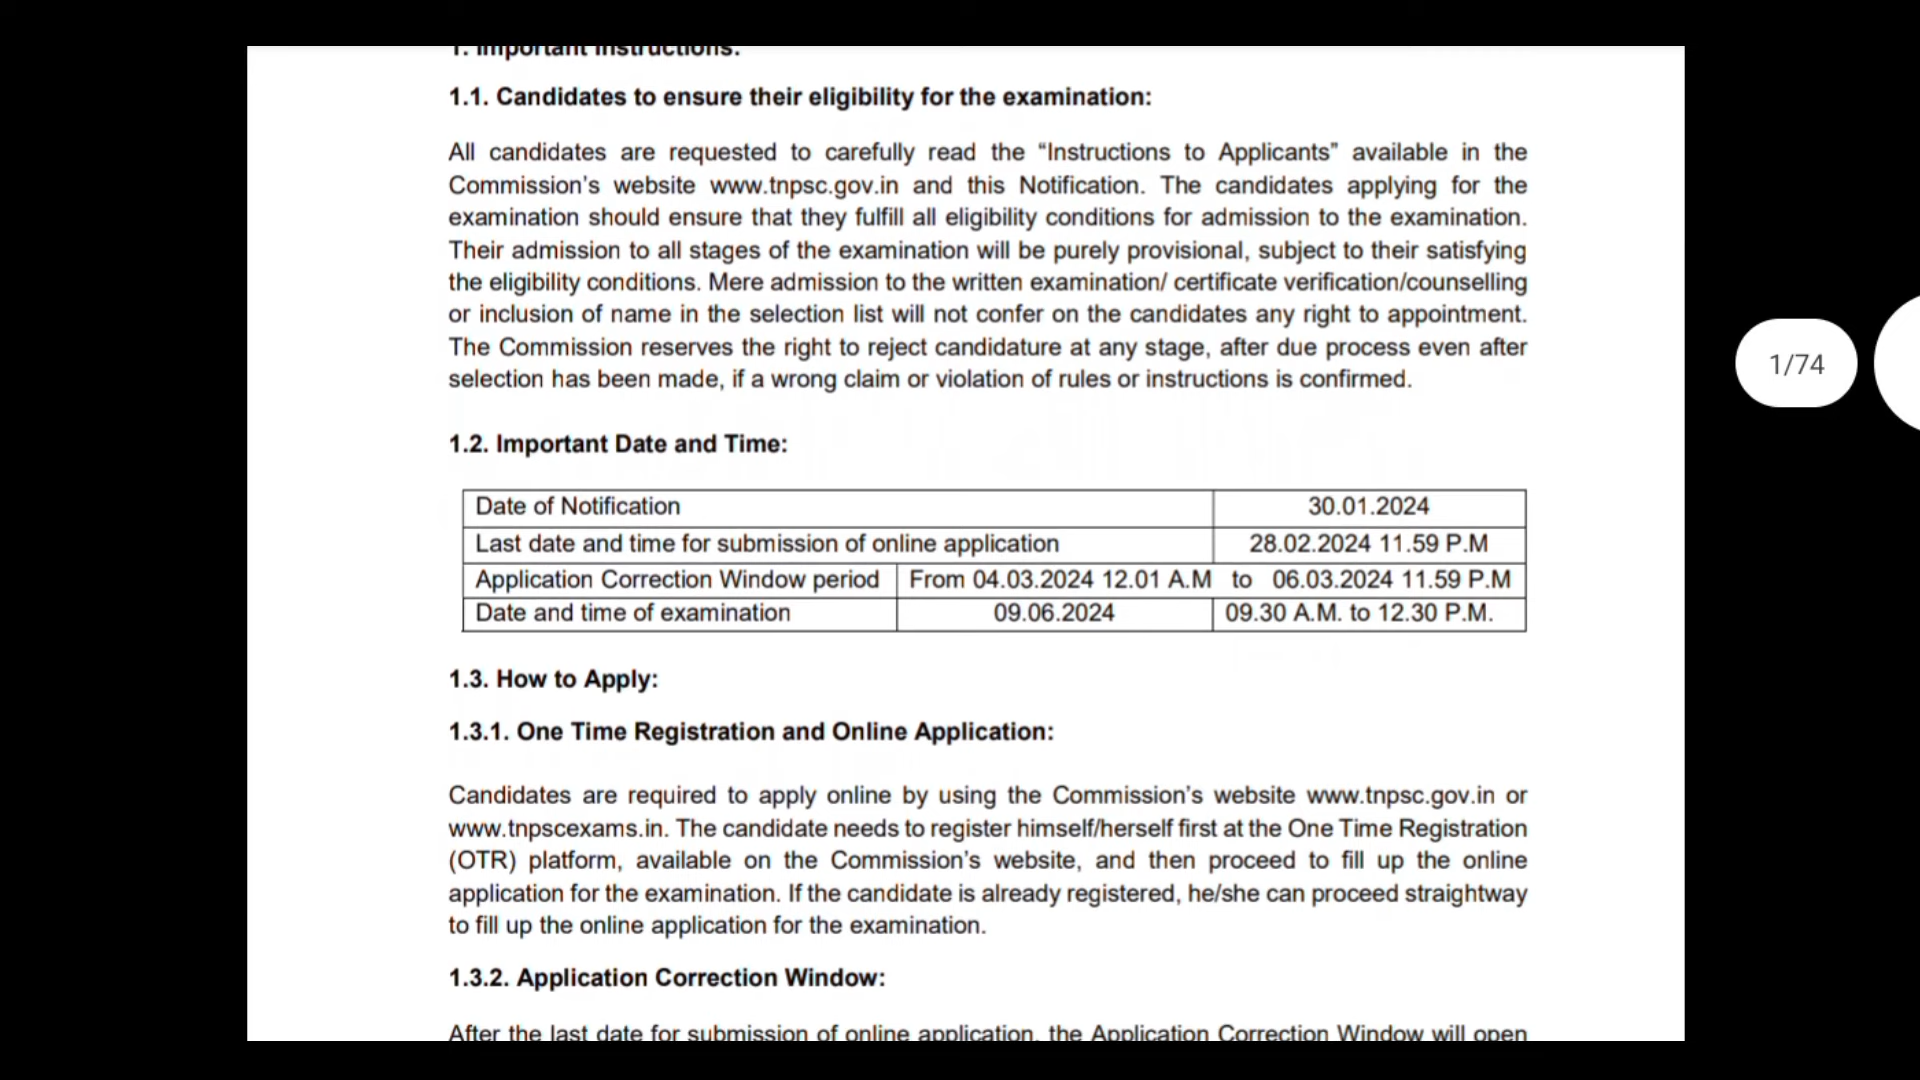 1. Important Instructions:
1.1. Candidates to ensure their eligibility for the examination:
All candidates are requested to carefully read the “Instructions to Applicants” available in the
Commission’s website www.tnpsc.gov.in and this Notification. The candidates applying for the
examination should ensure that they fulfill all eligibility conditions for admission to the examination.
Their admission to all stages of the examination will be purely provisional, subject to their satisfying
the eligibility conditions. Mere admission to the written examination/ certificate verification/counselling
or inclusion of name in the selection list will not confer on the candidates any right to appointment.
The Commission reserves the right to reject candidature at any stage, after due process even after
selection has been made, if a wrong claim or violation of rules or instructions is confirmed.
1/74
1.2. Important Date and Time:
Date of Notification 30.01.2024
Last date and time for submission of online application 28.02.2024 11.59 P.M
Application Correction Window period From 04.03.2024 12.01 A.M to 06.03.2024 11.59 P.M
Date and time of examination 09.06.2024 09.30 A.M. to 12.30 P.M.
1.3. How to Apply:
1.3.1. One Time Registration and Online Application:
Candidates are required to apply online by using the Commission’s website www.tnpsc.gov.in or
www.tnpscexams.in. The candidate needs to register himself/herself first at the One Time Registration
(OTR) platform, available on the Commission’s website, and then proceed to fill up the online
application for the examination. If the candidate is already registered, he/she can proceed straightway
to fill up the online application for the examination.
1.3.2. Application Correction Window:
After the last date for submission of online application, the Application Correction Window will open